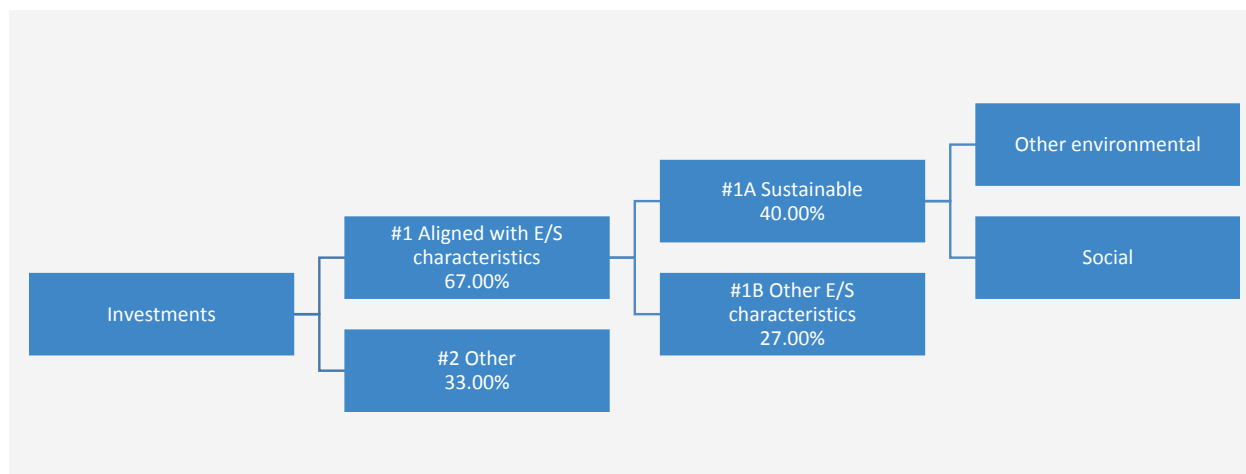 Investments
#1 Aligned with E/S
characteristics
67.00%
#2 Other
33.00%
#1A Sustainable
40.00%
#1B Other E/S
characteristics
27.00%
Other environmental
Social